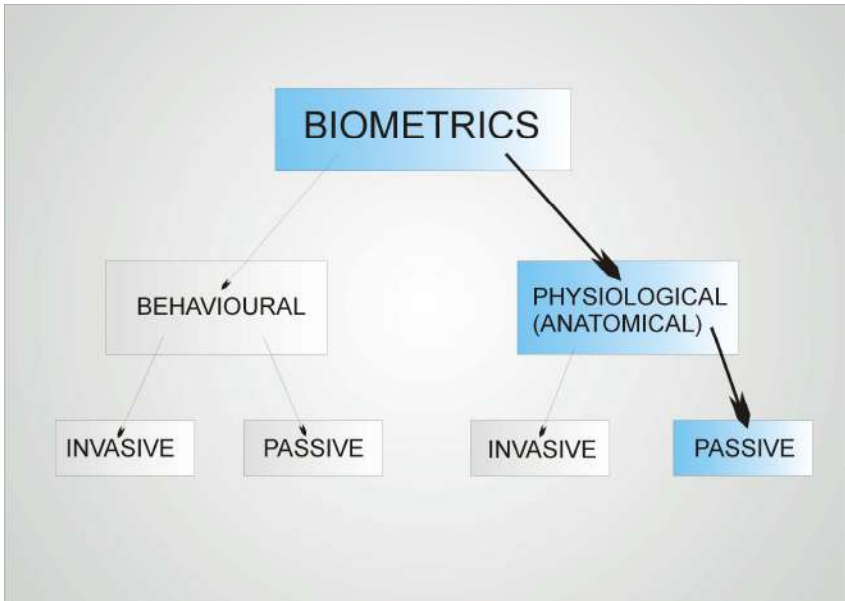 BIOMETRICS
BEHAVIOURAL
PHYSIOLOGICAL
(ANATOMICAL)
INVASIVE
PASSIVE
INVASIVE
PASSIVE